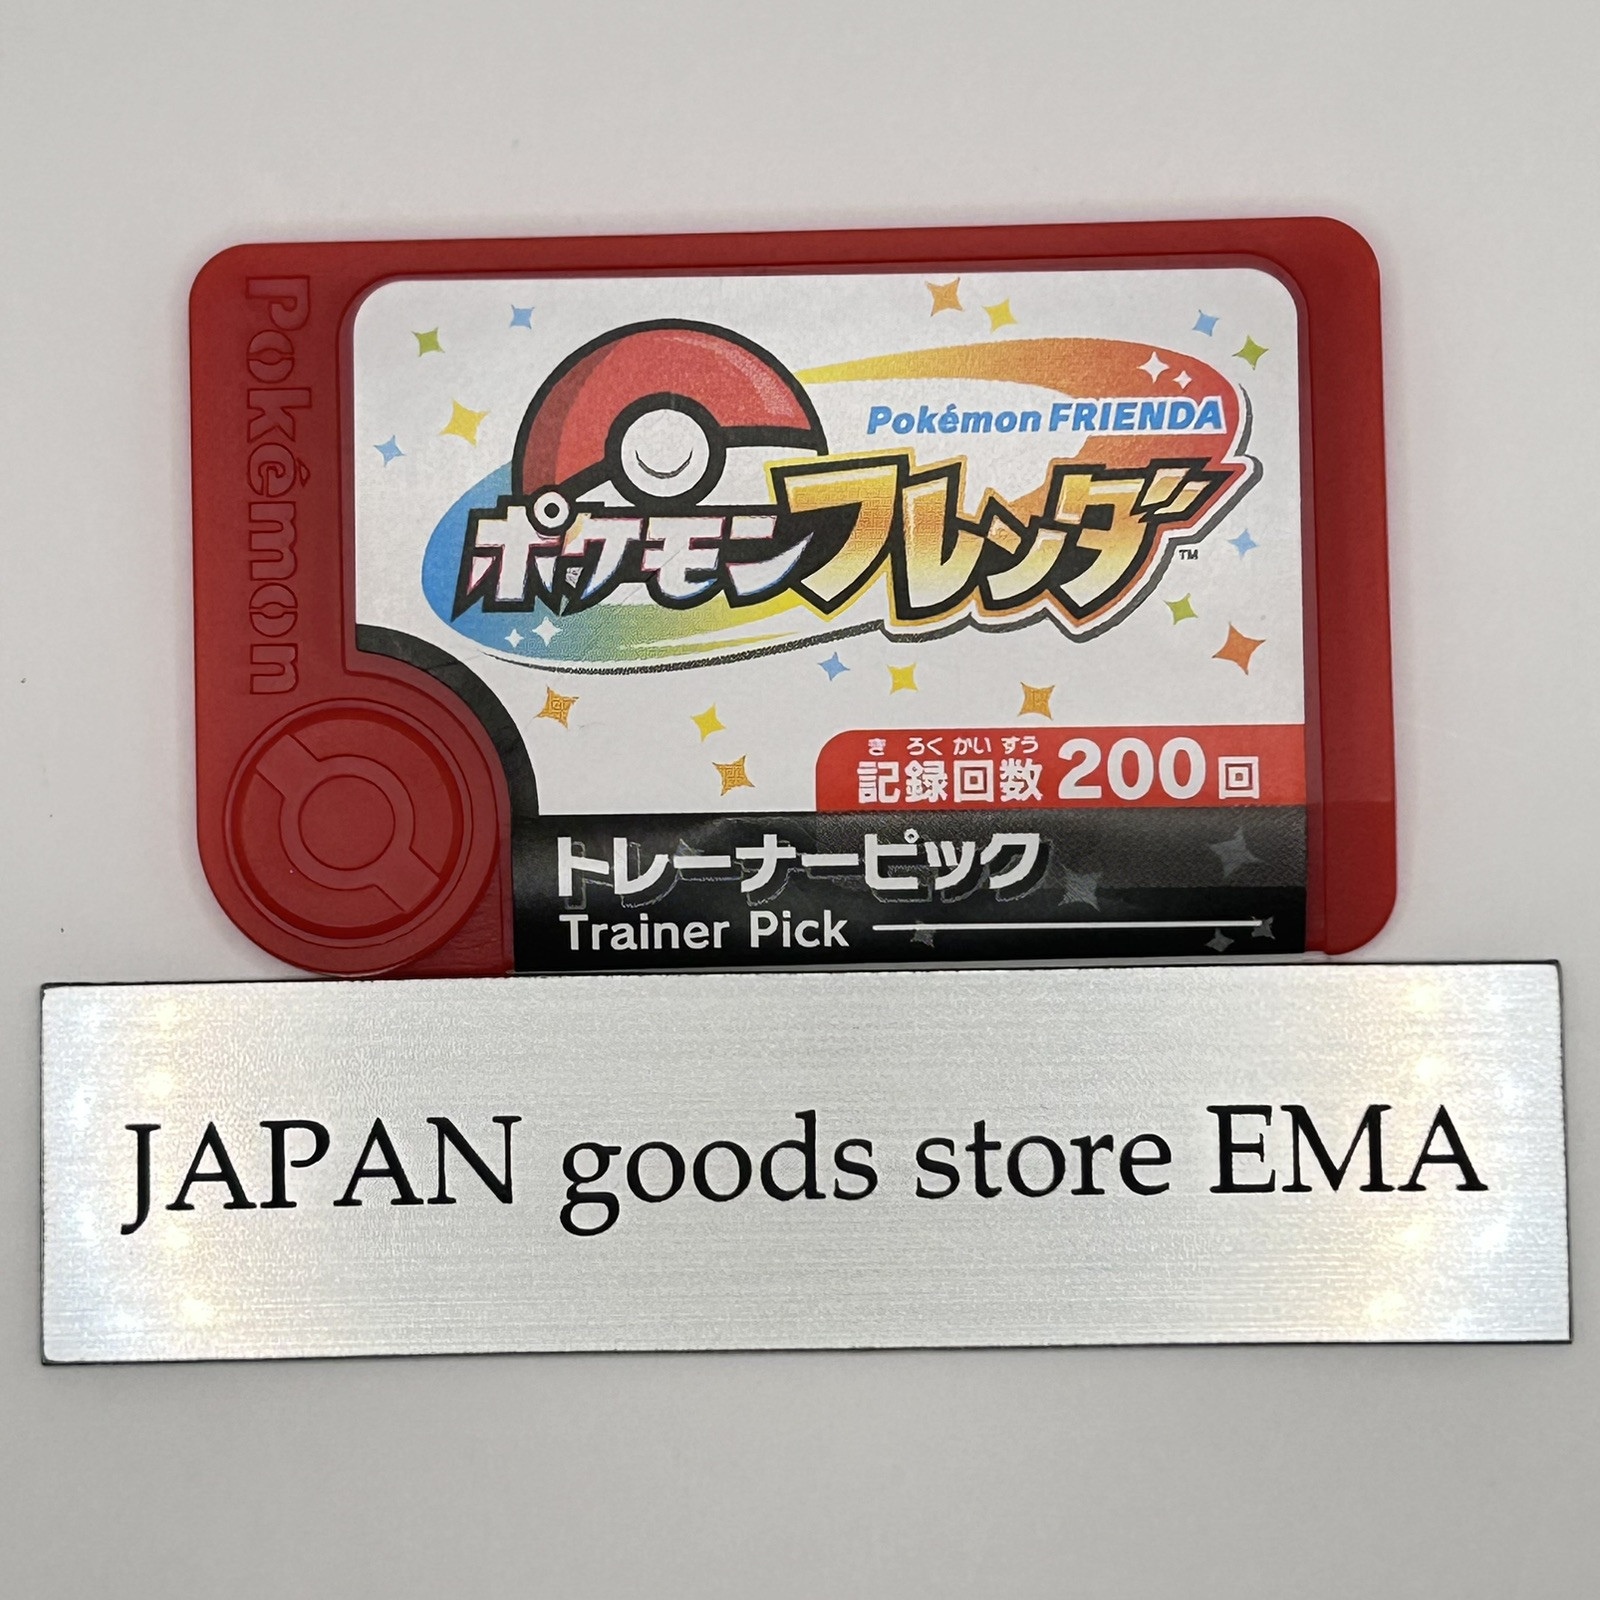 Pokémon
Pokémon FRIENDA
ポケモンフレンダ
TM
き ろく かい すう
記録回数 200回
トレーナーピック
Trainer Pick
JAPAN goods store EMA